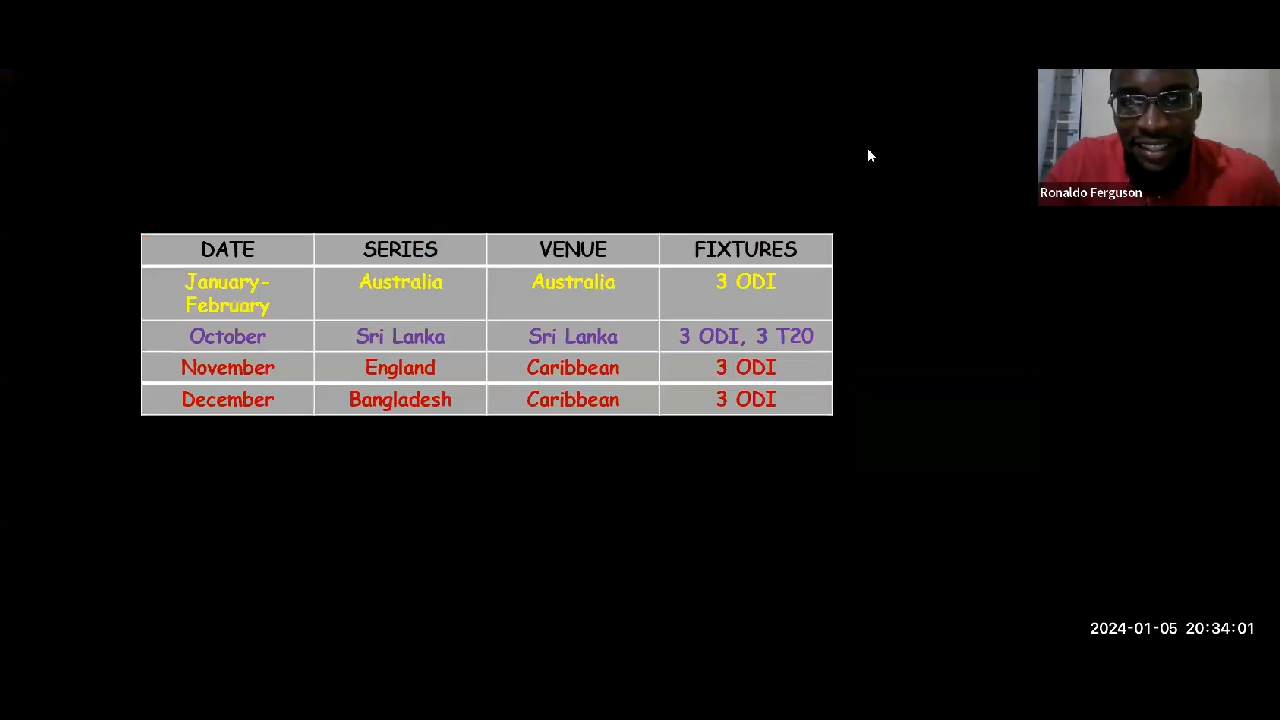 Ronaldo Ferguson
DATE SERIES VENUE FIXTURES
January- Australia Australia 3 ODI
February
October Sri Lanka Sri Lanka 3 ODI, 3 T20
November England Caribbean 3 ODI
December Bangladesh Caribbean 3 ODI
2024-01-05 20:34:01